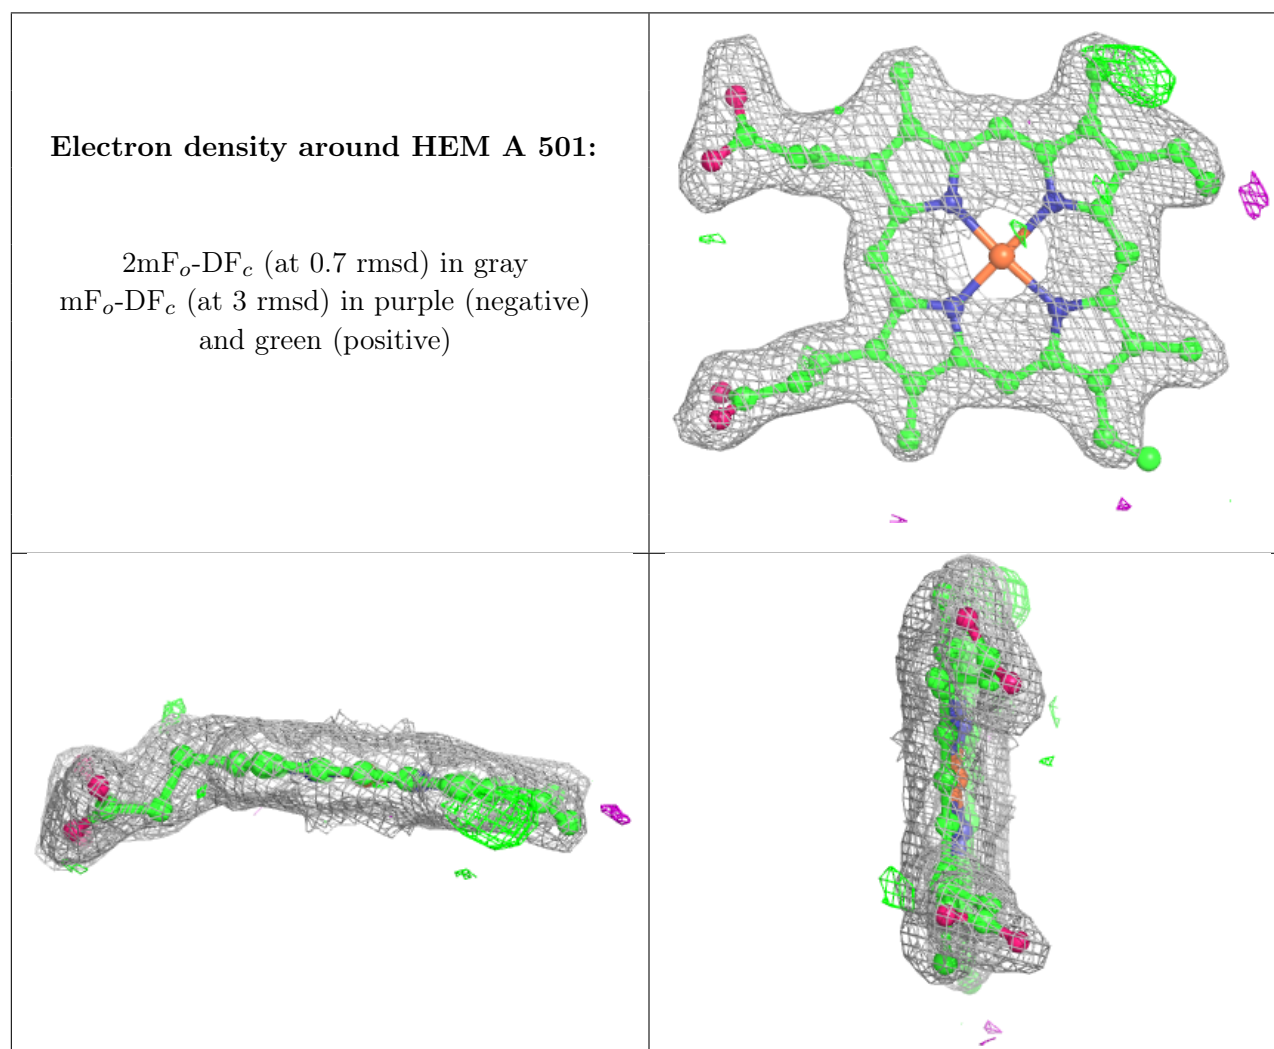 Electron density around HEM A 501:
2mFo-DFc (at 0.7 rmsd) in gray
mFo-DFc (at 3 rmsd) in purple (negative)
and green (positive)